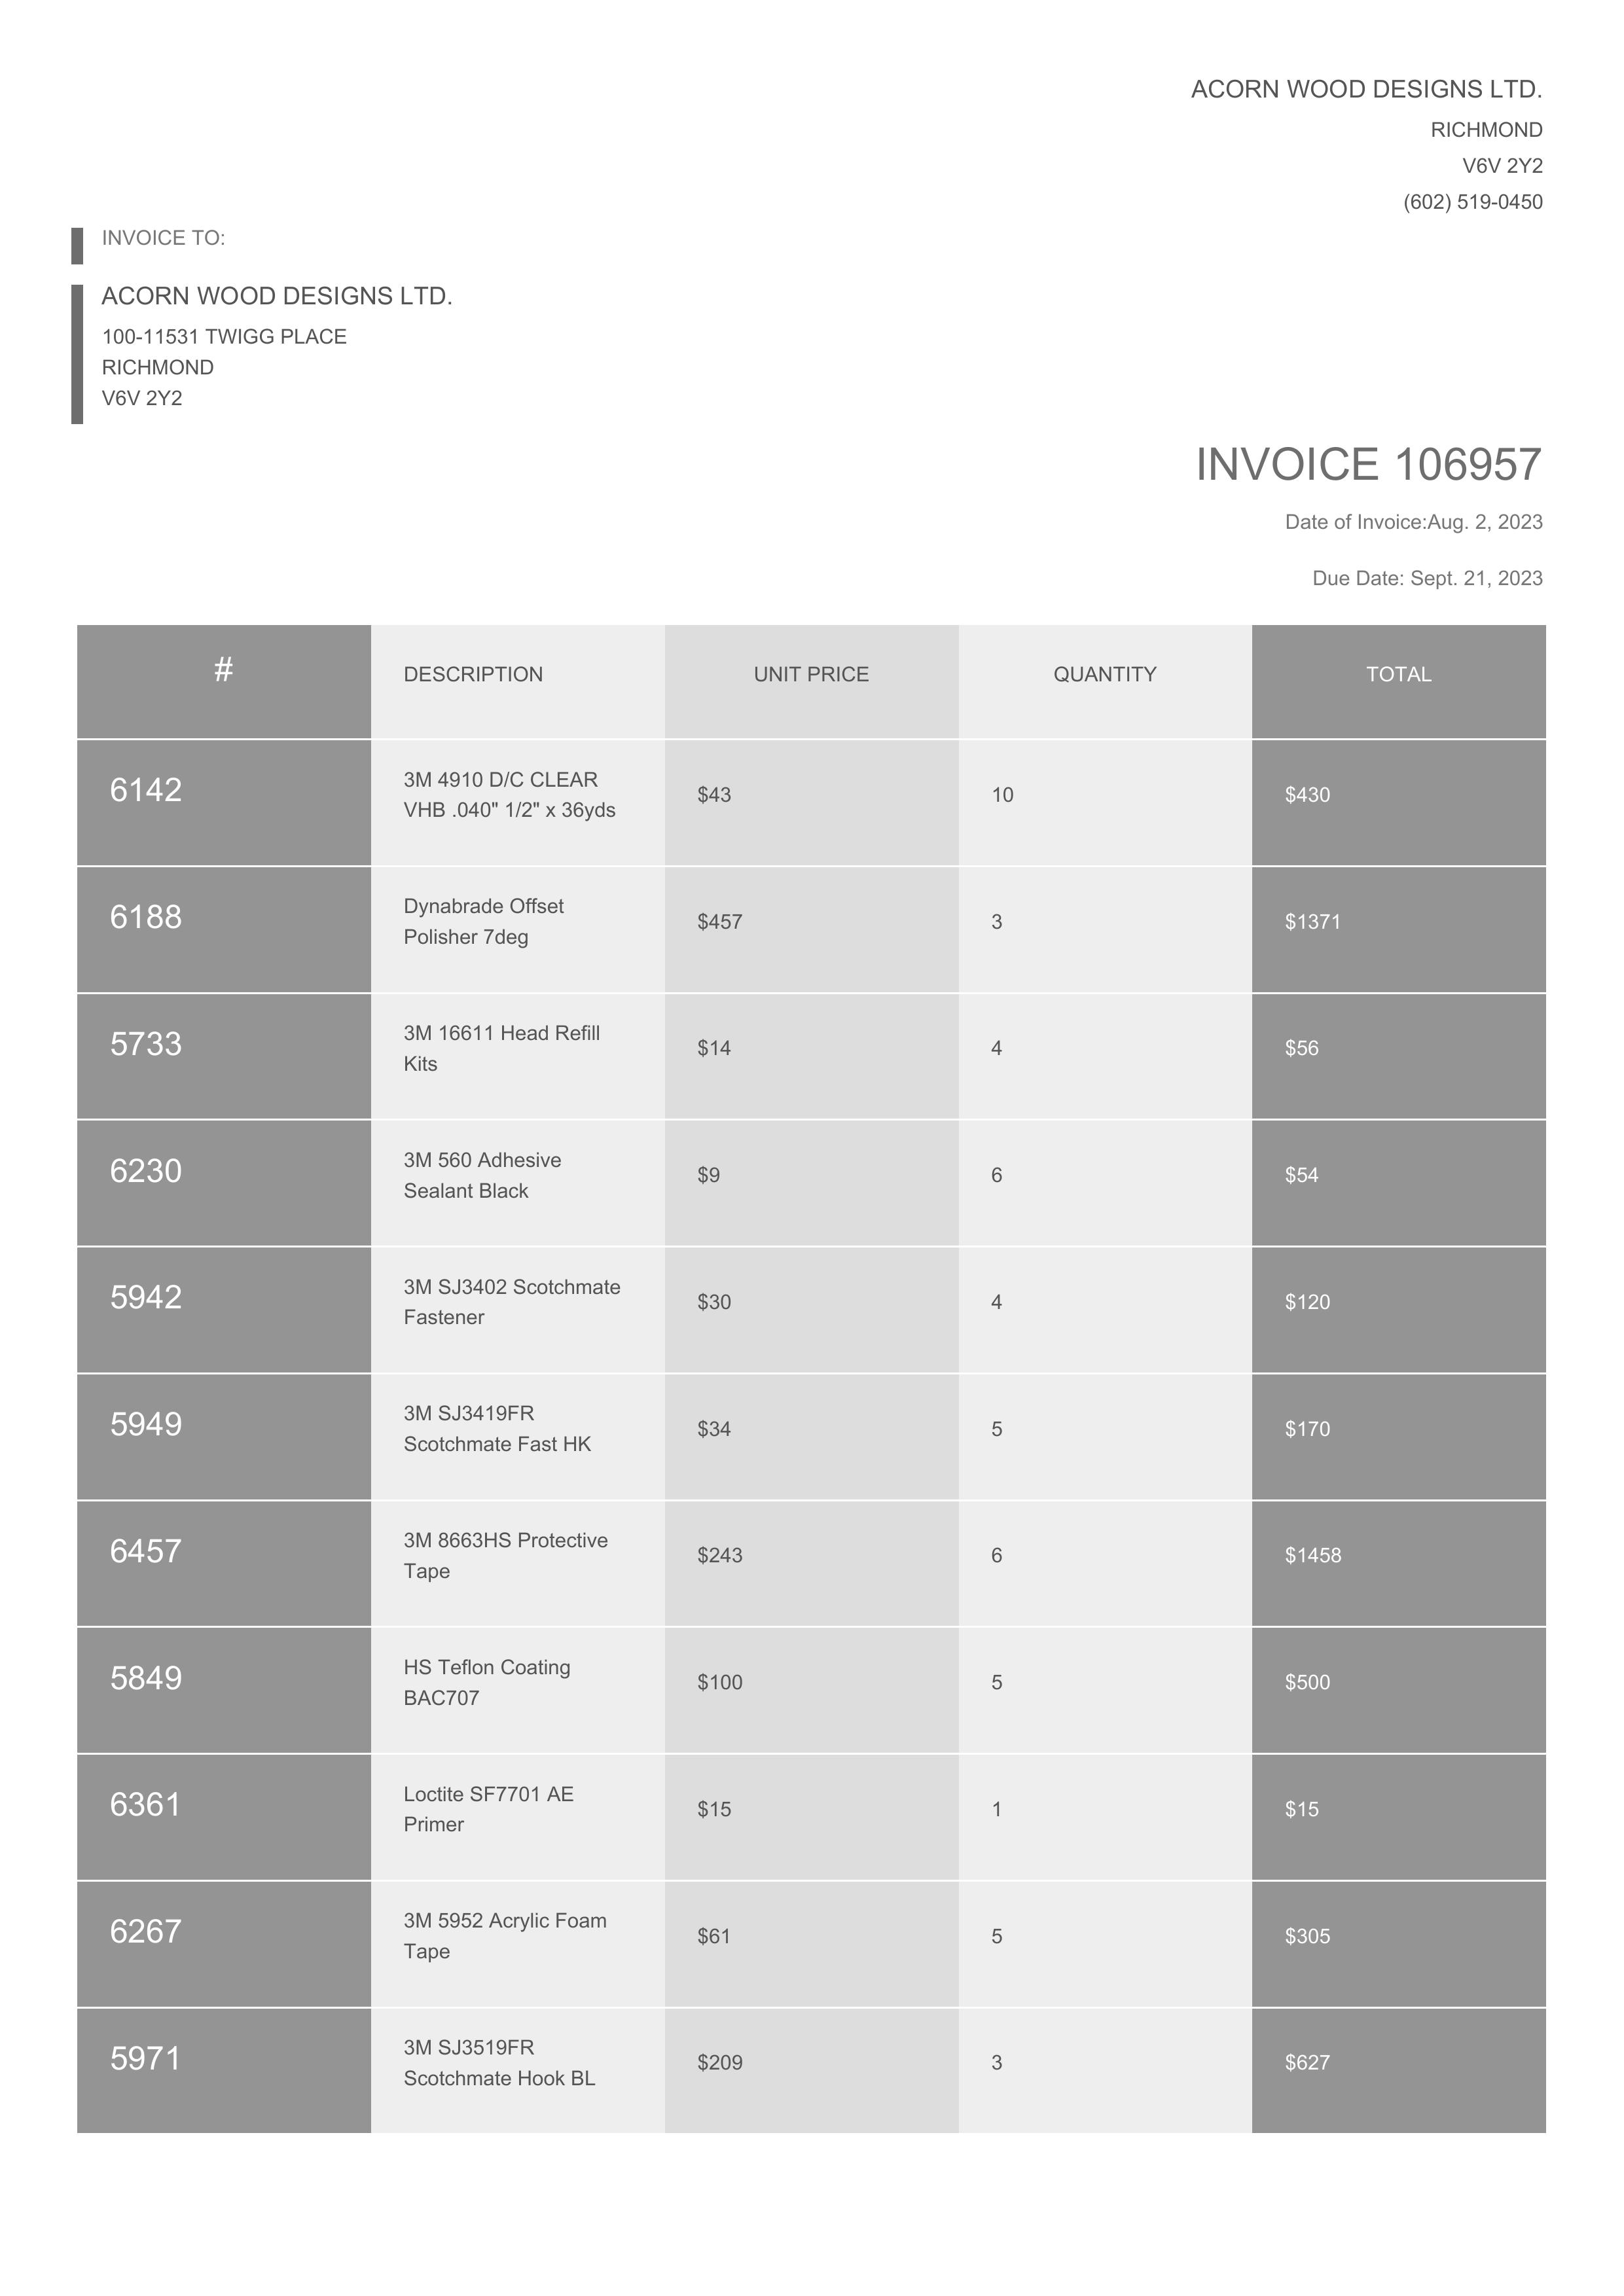 ACORN WOOD DESIGNS LTD.
RICHMOND
V6V 2Y2
(602) 519-0450
INVOICE TO:
ACORN WOOD DESIGNS LTD.
100-11531 TWIGG PLACE
RICHMOND
V6V 2Y2
INVOICE 106957
Date of Invoice:Aug. 2, 2023
Due Date: Sept. 21, 2023
# DESCRIPTION UNIT PRICE QUANTITY TOTAL
6142 3M 4910 D/C CLEAR
VHB .040" 1/2" x 36yds $43 10 $430
6188 Dynabrade Offset
Polisher 7deg $457 3 $1371
5733 3M 16611 Head Refill
Kits $14 4 $56
6230 3M 560 Adhesive
Sealant Black $9 6 $54
5942 3M SJ3402 Scotchmate
Fastener $30 4 $120
5949 3M SJ3419FR
Scotchmate Fast HK $34 5 $170
6457 3M 8663HS Protective
Tape $243 6 $1458
5849 HS Teflon Coating
BAC707 $100 5 $500
6361 Loctite SF7701 AE
Primer $15 1 $15
6267 3M 5952 Acrylic Foam
Tape $61 5 $305
5971 3M SJ3519FR
Scotchmate Hook BL $209 3 $627